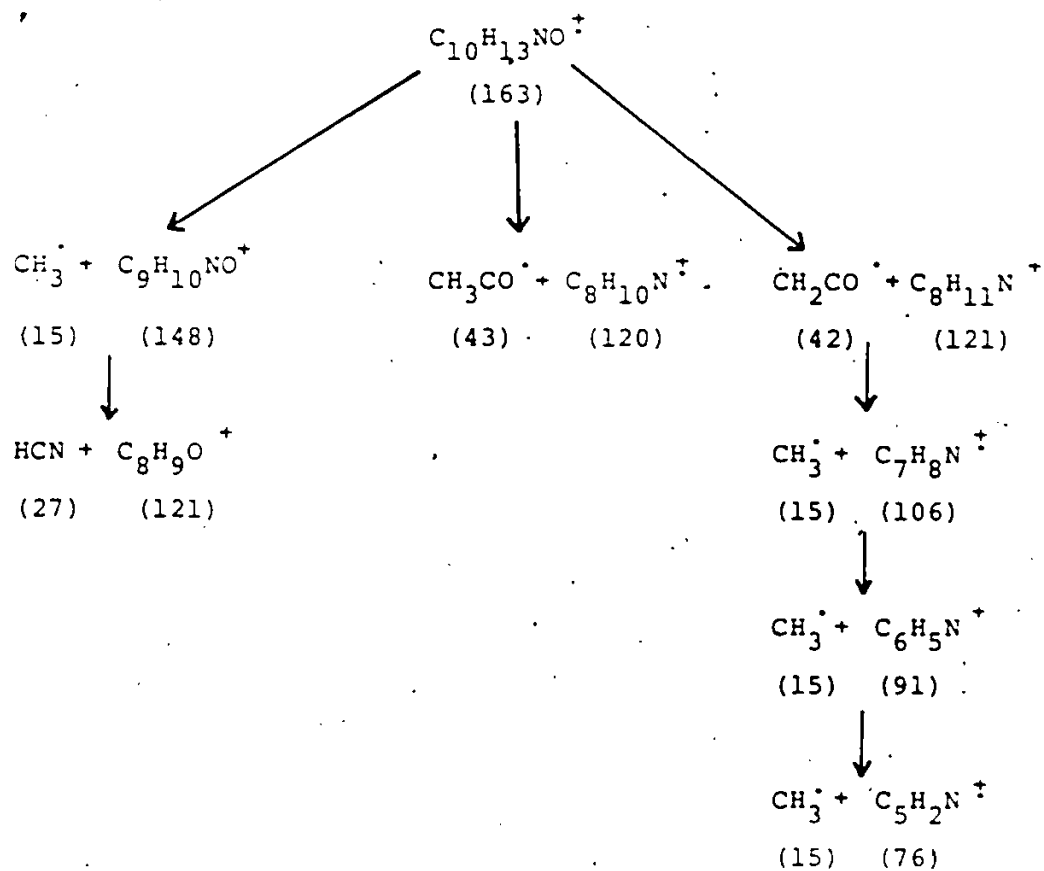 C10H13NO+·
(163)
CH3· + C9H10NO+ CH3CO· + C8H10N+· CH2CO· + C8H11N+
(15) (148) (43) (120) (42) (121)
HCN + C8H9O+ CH3· + C7H8N+·
(27) (121) (15) (106)
CH3· + C6H5N+
(15) (91)
CH3· + C5H2N+·
(15) (76)